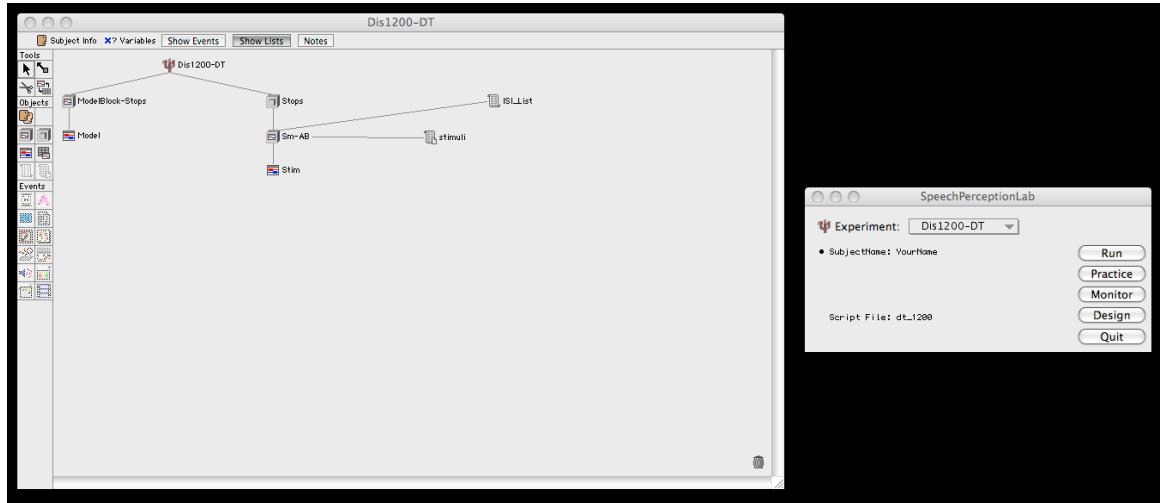 Dis1200-DT
Subject Info X? Variables Show Events Show Lists Notes
Tools
Dis1200-DT
Objects
ModelBlock-Stops Stops ISI_List
Model Sm-AB stimuli
Stim
Events
SpeechPerceptionLab
Experiment: Dis1200-DT
SubjectName: YourName
Run
Practice
Monitor
Script File: dt_1200
Design
Quit